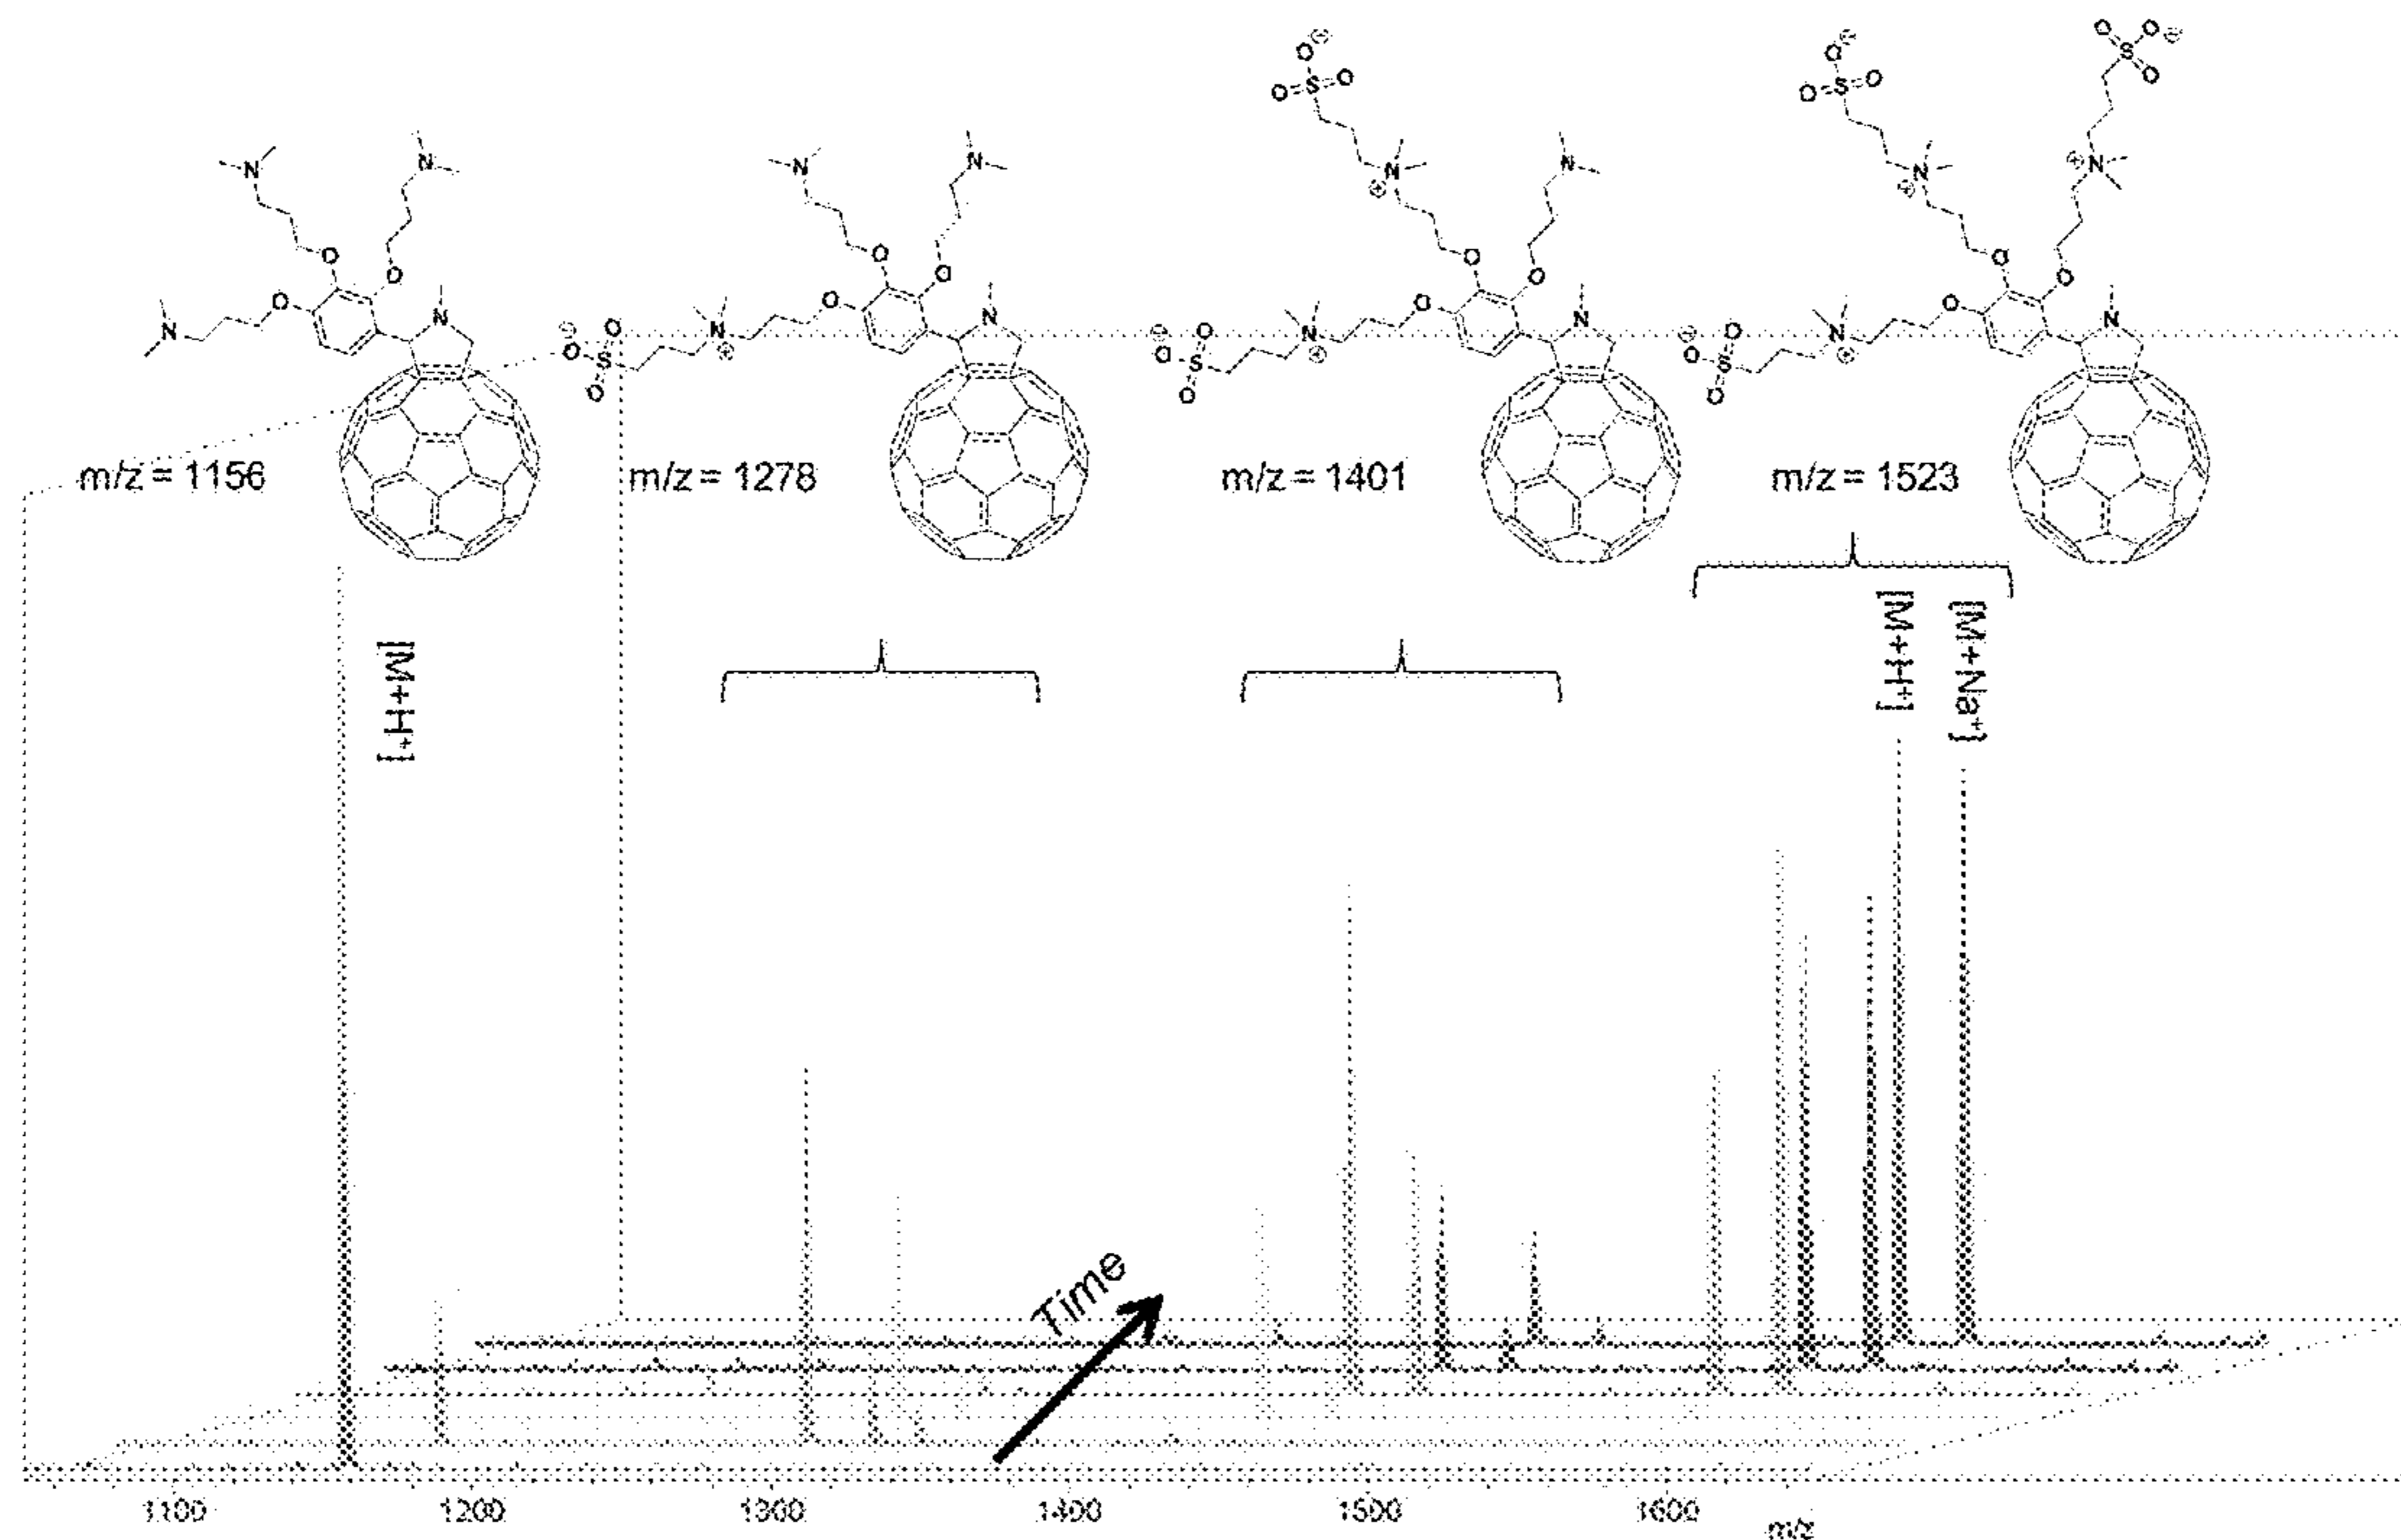 m/z = 1156
m/z = 1278
m/z = 1401
m/z = 1523
[M+H⁺]
[M+H⁺]
[M+Na⁺]
Time
1100 1200 1300 1400 1500 1600
m/z